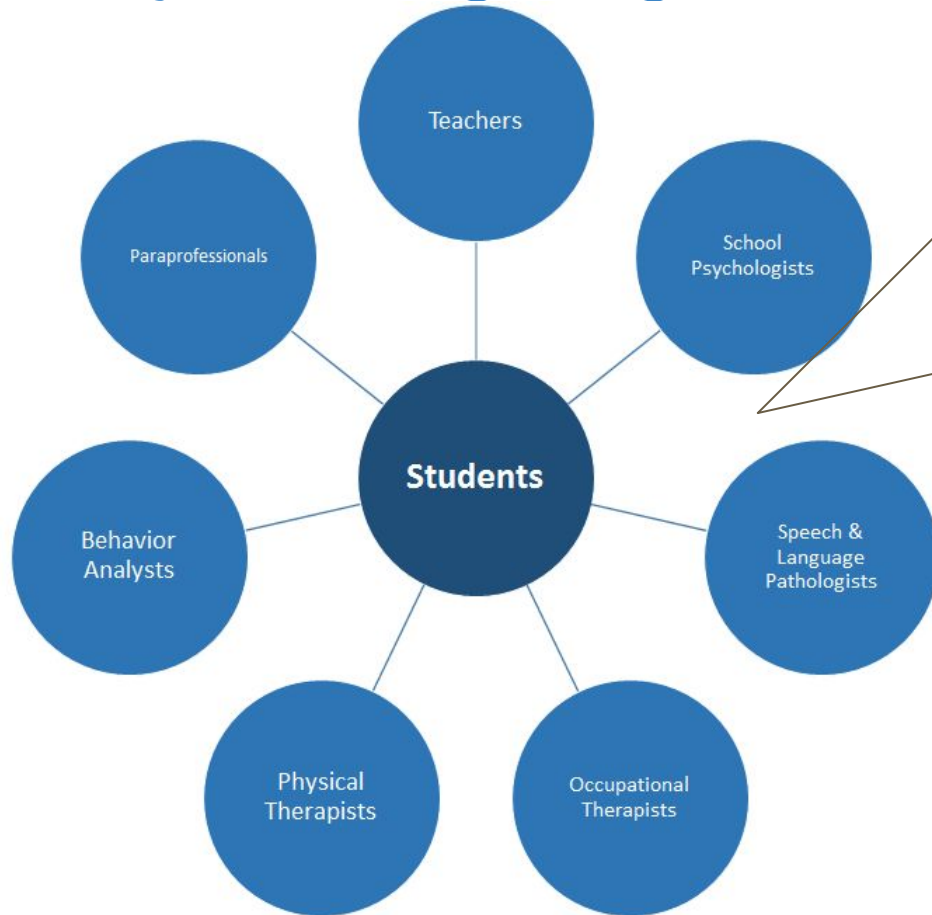 Teachers
School
Psychologists
Speech &
Language
Pathologists
Occupational
Therapists
Physical
Therapists
Behavior
Analysts
Paraprofessionals
Students